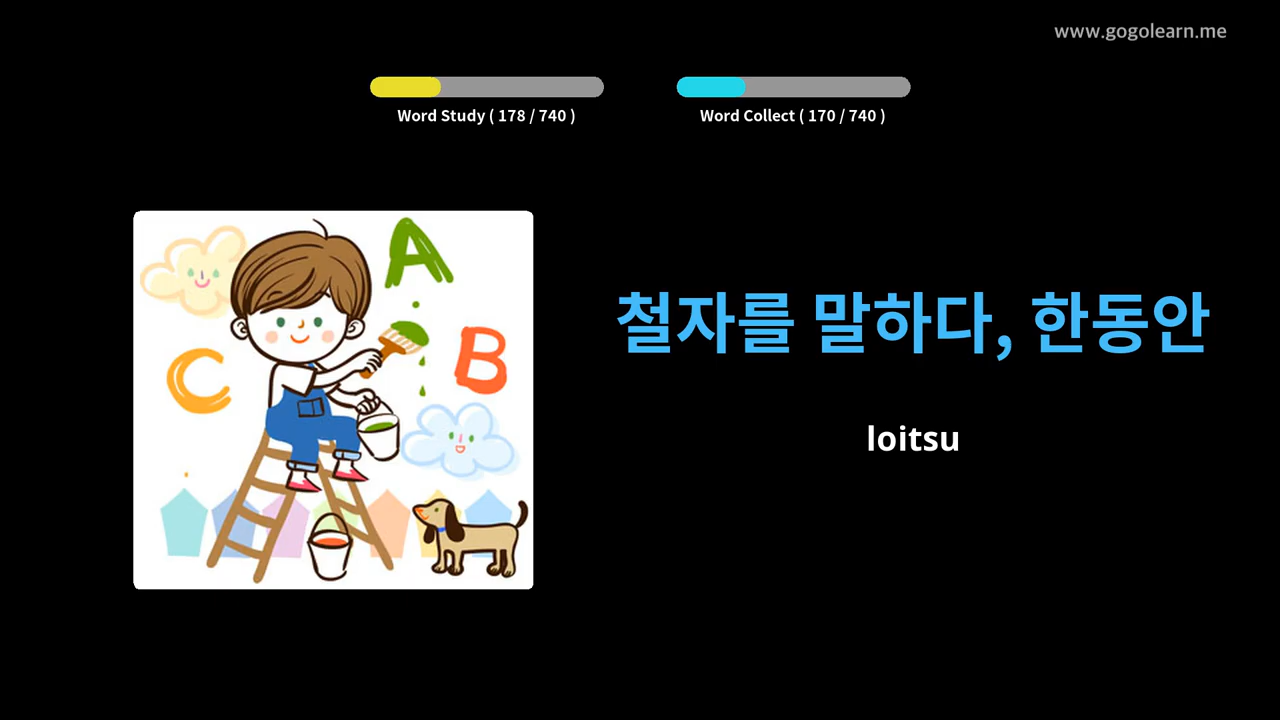 www.gogolearn.me
Word Study ( 178 / 740 )
Word Collect ( 170 / 740 )
A
B
C
철자를 말하다, 한동안
loitsu